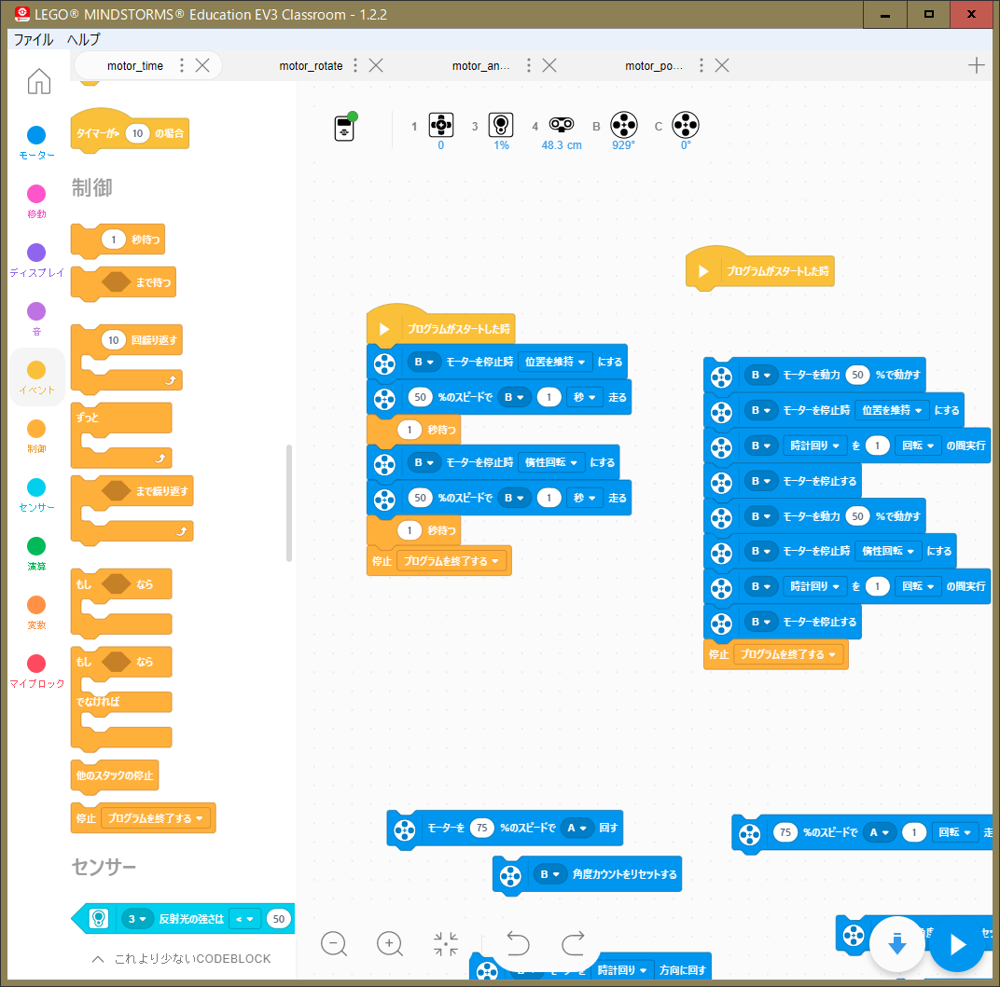 LEGO® MINDSTORMS® Education EV3 Classroom - 1.2.2
ファイル ヘルプ
motor_time motor_rotate motor_an... motor_po...
タイマーが> 10 の場合
1 3 4 B C
0 1% 48.3 cm 929° 0°
モーター
移動
ディスプレイ
音
イベント
制御
センサー
演算
変数
マイブロック
制御
1 秒待つ
まで待つ
10 回繰り返す
ずっと
まで繰り返す
もし なら
もし なら
でなければ
他のスタックの停止
停止 プログラムを終了する
センサー
3 反射光の強さは < 50
これより少ないCODEBLOCK
プログラムがスタートした時
B モーターを停止時 位置を維持 にする
50 %のスピードで B 1 秒 走る
1 秒待つ
B モーターを停止時 惰性回転 にする
50 %のスピードで B 1 秒 走る
1 秒待つ
停止 プログラムを終了する
プログラムがスタートした時
B モーターを動力 50 %で動かす
B モーターを停止時 位置を維持 にする
B 時計回り を 1 回転 の間実行
B モーターを停止する
B モーターを動力 50 %で動かす
B モーターを停止時 惰性回転 にする
B 時計回り を 1 回転 の間実行
B モーターを停止する
停止 プログラムを終了する
モーターを 75 %のスピードで A 回す
75 %のスピードで A 1 回転 走
B 角度カウントをリセットする
時計回り 方向に回す